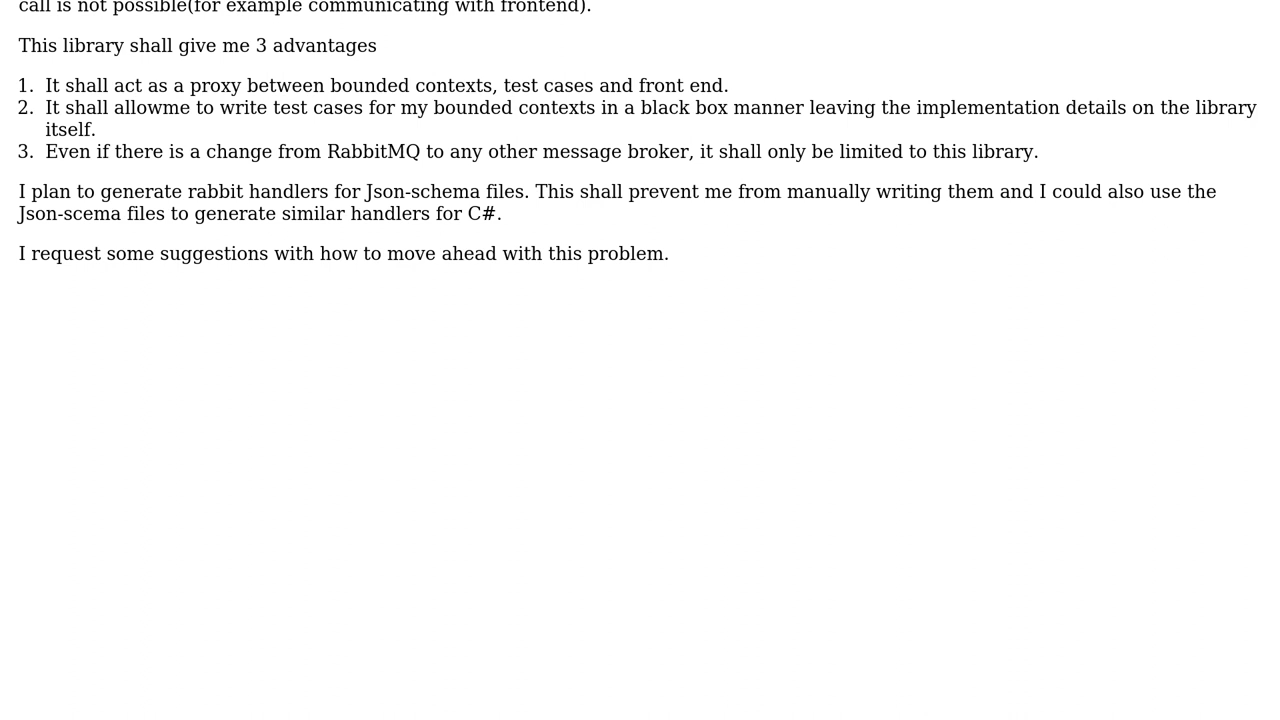 call is not possible(for example communicating with frontend).
This library shall give me 3 advantages
1. It shall act as a proxy between bounded contexts, test cases and front end.
2. It shall allowme to write test cases for my bounded contexts in a black box manner leaving the implementation details on the library
itself.
3. Even if there is a change from RabbitMQ to any other message broker, it shall only be limited to this library.
I plan to generate rabbit handlers for Json-schema files. This shall prevent me from manually writing them and I could also use the
Json-scema files to generate similar handlers for C#.
I request some suggestions with how to move ahead with this problem.